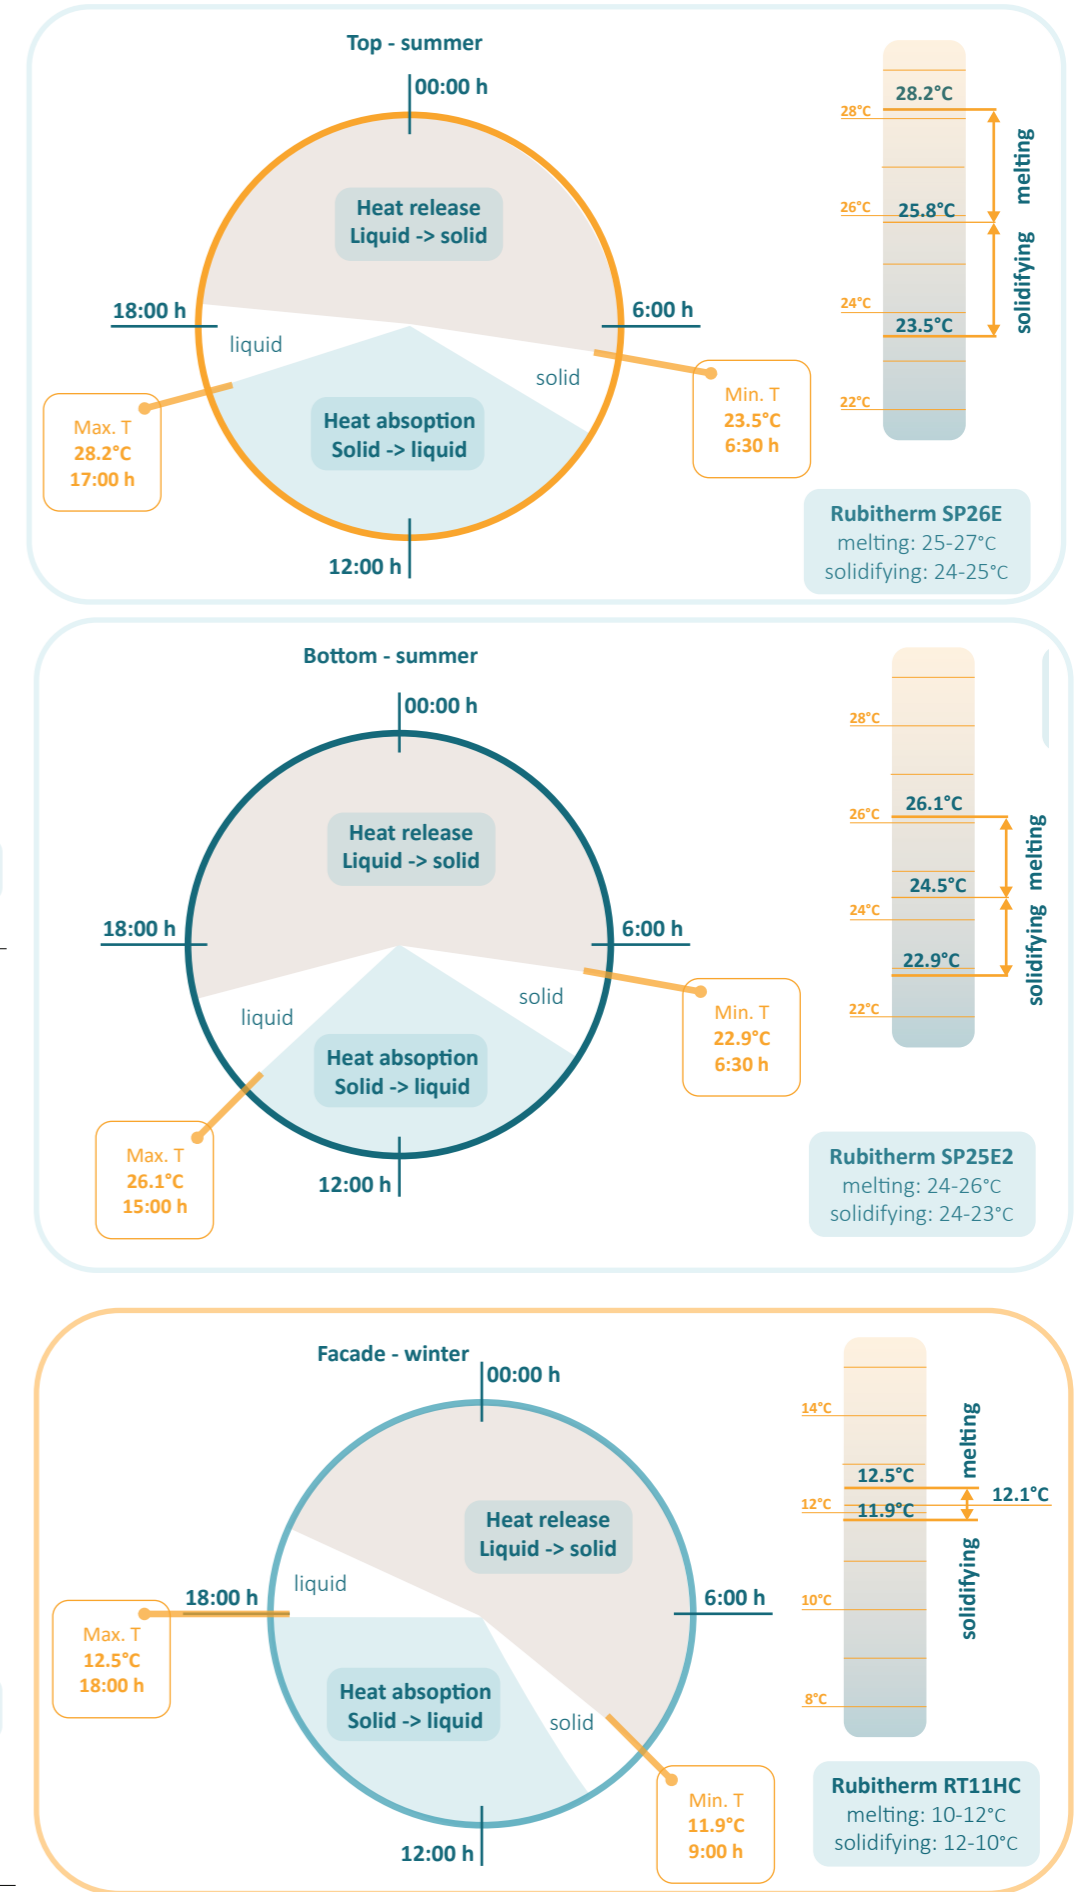 Top - summer
00:00 h
Heat release
Liquid -> solid
18:00 h
6:00 h
liquid
solid
Heat absoption
Solid -> liquid
Max. T
28.2°C
17:00 h
Min. T
23.5°C
6:30 h
12:00 h
28.2°C
28°C
melting
26°C
25.8°C
solidifying
24°C
23.5°C
22°C
Rubitherm SP26E
melting: 25-27°C
solidifying: 24-25°C
Bottom - summer
00:00 h
Heat release
Liquid -> solid
18:00 h
6:00 h
liquid
solid
Heat absoption
Solid -> liquid
Max. T
26.1°C
15:00 h
Min. T
22.9°C
6:30 h
12:00 h
28°C
26.1°C
26°C
melting
24.5°C
24°C
solidifying
22.9°C
22°C
Rubitherm SP25E2
melting: 24-26°C
solidifying: 24-23°C
Facade - winter
00:00 h
Heat release
Liquid -> solid
liquid
18:00 h
6:00 h
Max. T
12.5°C
18:00 h
Heat absoption
Solid -> liquid
solid
Min. T
11.9°C
9:00 h
12:00 h
14°C
melting
12.5°C
12.1°C
12°C
11.9°C
solidifying
10°C
8°C
Rubitherm RT11HC
melting: 10-12°C
solidifying: 12-10°C